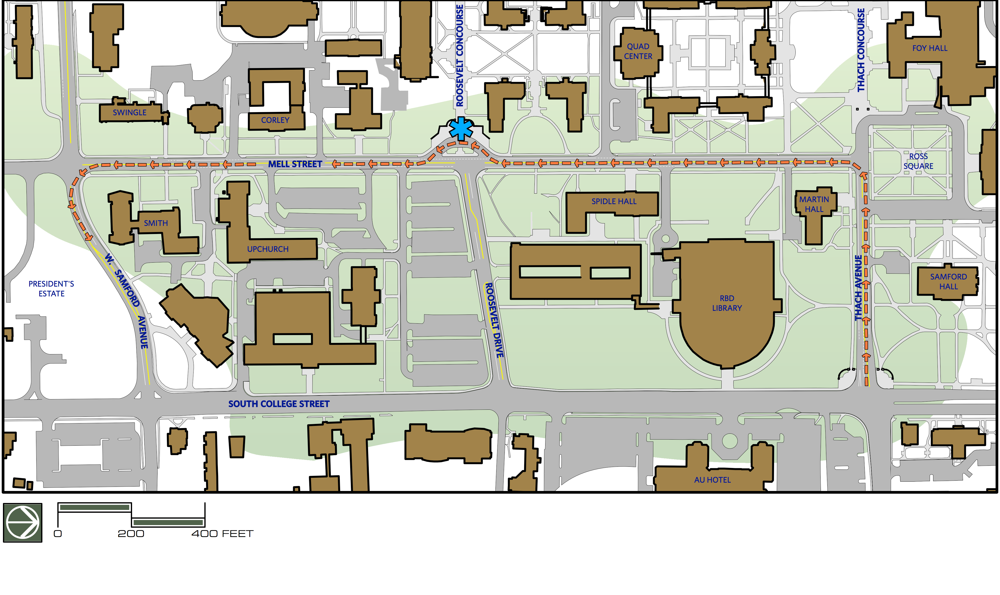 ROOSEVELT CONCOURSE
THACH CONCOURSE
QUAD
CENTER
FOY HALL
SWINGLE
CORLEY
MELL STREET
ROSS
SQUARE
SPIDLE HALL
MARTIN
HALL
SMITH
UPCHURCH
W. SAMFORD AVENUE
PRESIDENT'S
ESTATE
ROOSEVELT DRIVE
RBD
LIBRARY
THACH AVENUE
SAMFORD
HALL
SOUTH COLLEGE STREET
AU HOTEL
0 200 400 FEET